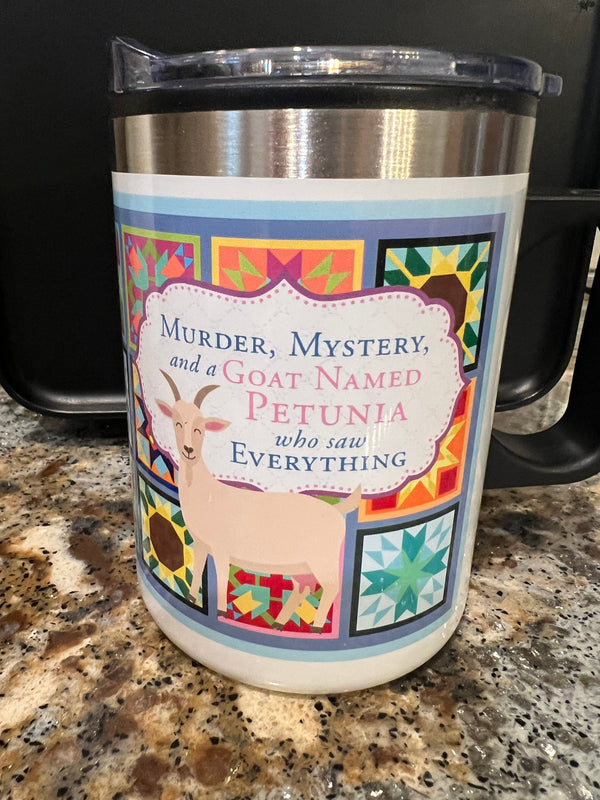 Murder, Mystery,
and a Goat Named
Petunia
who saw
Everything